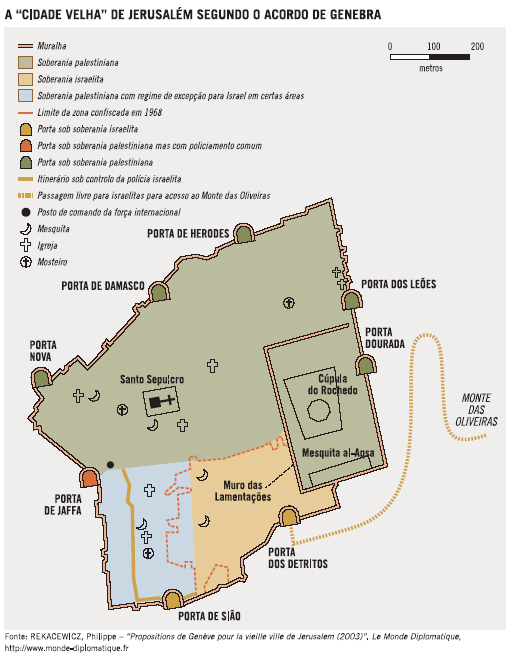 A “CIDADE VELHA” DE JERUSALÉM SEGUNDO O ACORDO DE GENEBRA
Muralha
Soberania palestiniana
Soberania israelita
Soberania palestiniana com regime de excepção para Israel em certas áreas
Limite da zona confiscada em 1968
Porta sob soberania israelita
Porta sob soberania palestiniana mas com policiamento comum
Porta sob soberania palestiniana
Itinerário sob controlo da polícia israelita
Passagem livre para israelitas para acesso ao Monte das Oliveiras
Posto de comando da força internacional
Mesquita
Igreja
Mosteiro
0 100 200
metros
PORTA DE HERODES
PORTA DE DAMASCO
PORTA DOS LEÕES
PORTA
NOVA
PORTA
DOURADA
Santo Sepulcro
Cúpula
do Rochedo
MONTE
DAS
OLIVEIRAS
Mesquita al-Aqsa
Muro das
Lamentações
PORTA
DE JAFFA
PORTA
DOS DETRITOS
PORTA DE SIÃO
Fonte: REKACEWICZ, Philippe – “Propositions de Genève pour la vieille ville de Jerusalem (2003)”, Le Monde Diplomatique,
http://www.monde-diplomatique.fr